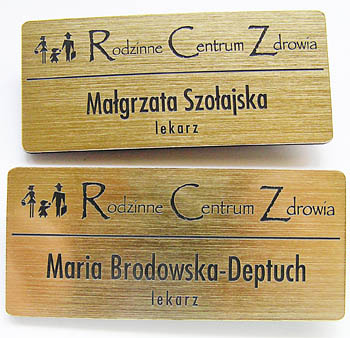 Rodzinne Centrum Zdrowia
Małgrzata Szołajska
lekarz
Rodzinne Centrum Zdrowia
Maria Brodowska-Deptuch
lekarz